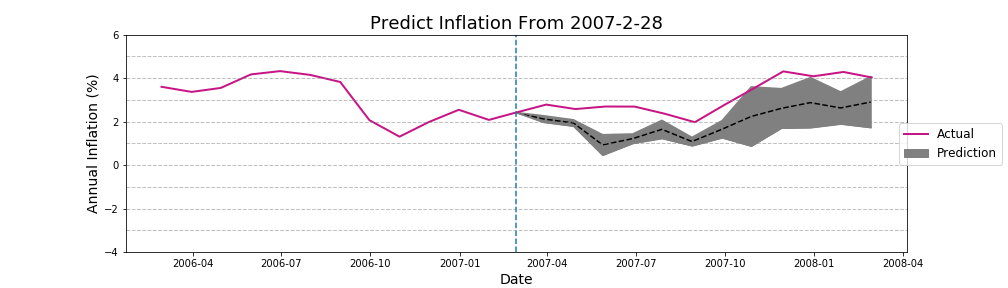 Predict Inflation From 2007-2-28
Annual Inflation (%)
6
4
2
0
−2
−4
2006-04 2006-07 2006-10 2007-01 2007-04 2007-07 2007-10 2008-01 2008-04
Date
Actual
Prediction